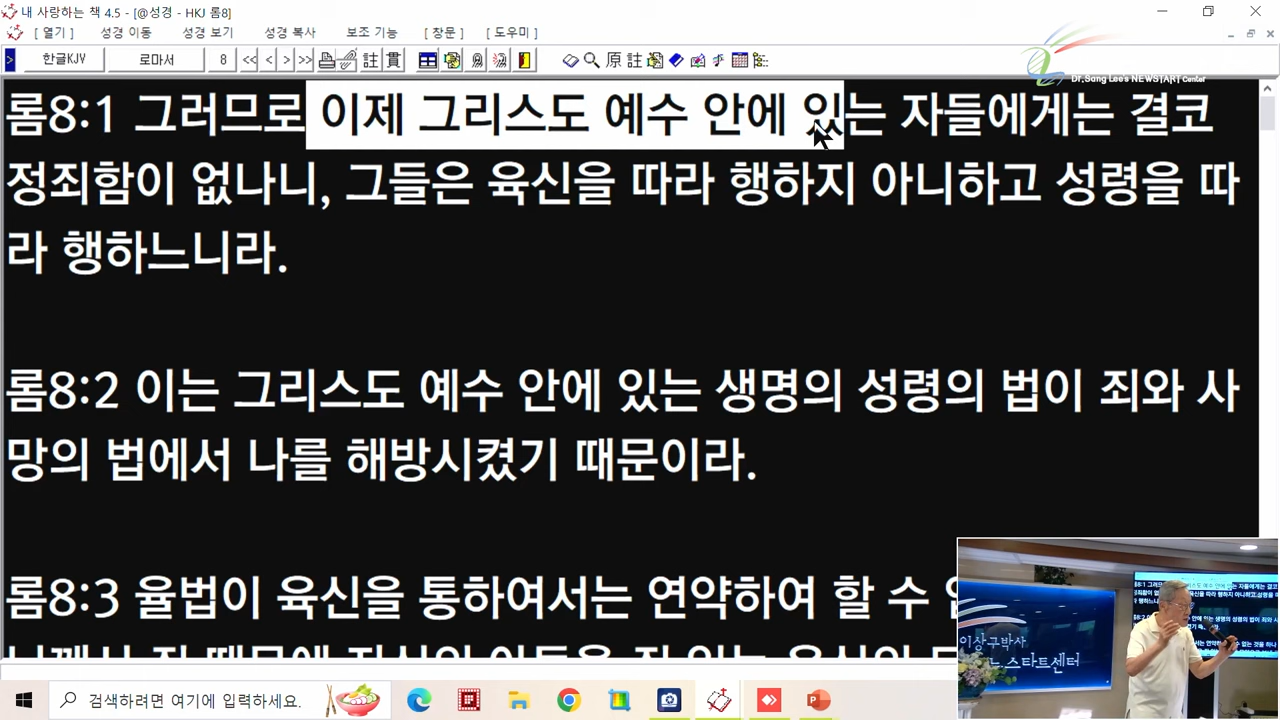 내 사랑하는 책 4.5 - [@성경 - HKJ 롬8]
[ 열기 ] 성경 이동 성경 보기 성경 복사 보조 기능 [ 창문 ] [ 도우미 ]
한글KJV 로마서 8 << < > >> 註 貫 原 註
Dr.Sang Lee's NEWSTART Center
롬8:1 그러므로 이제 그리스도 예수 안에 있는 자들에게는 결코
정죄함이 없나니, 그들은 육신을 따라 행하지 아니하고 성령을 따
라 행하느니라.
롬8:2 이는 그리스도 예수 안에 있는 생명의 성령의 법이 죄와 사
망의 법에서 나를 해방시켰기 때문이라.
롬8:3 율법이 육신을 통하여서는 연약하여 할 수
이상구박사
스타트센터
검색하려면 여기에 입력하세요.